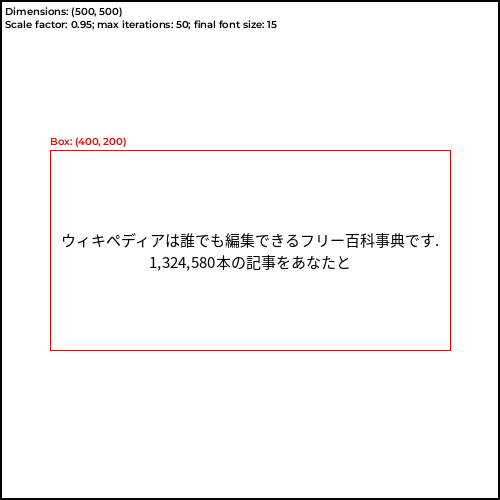 Dimensions: (500, 500)
Scale factor: 0.95; max iterations: 50; final font size: 15
Box: (400, 200)
ウィキペディアは誰でも編集できるフリー百科事典です.
1,324,580本の記事をあなたと